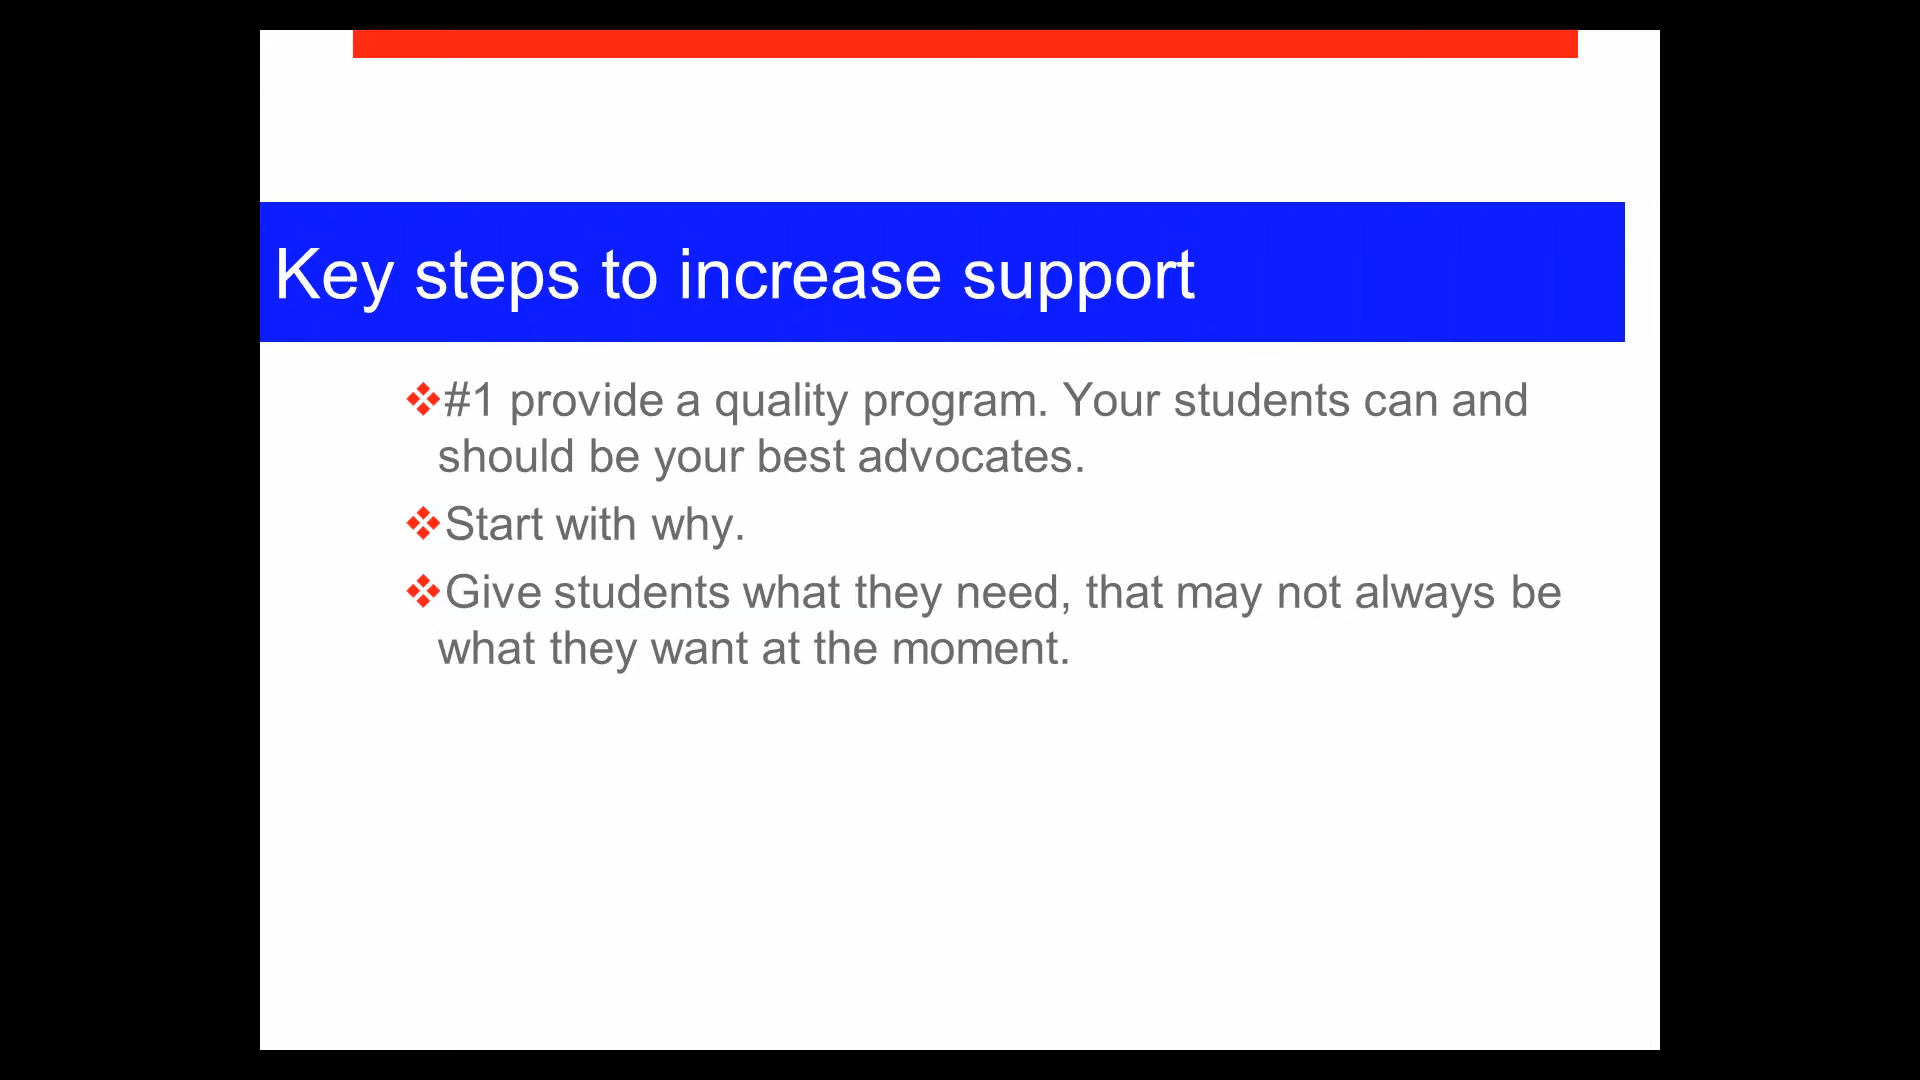 Key steps to increase support
#1 provide a quality program. Your students can and
should be your best advocates.
Start with why.
Give students what they need, that may not always be
what they want at the moment.